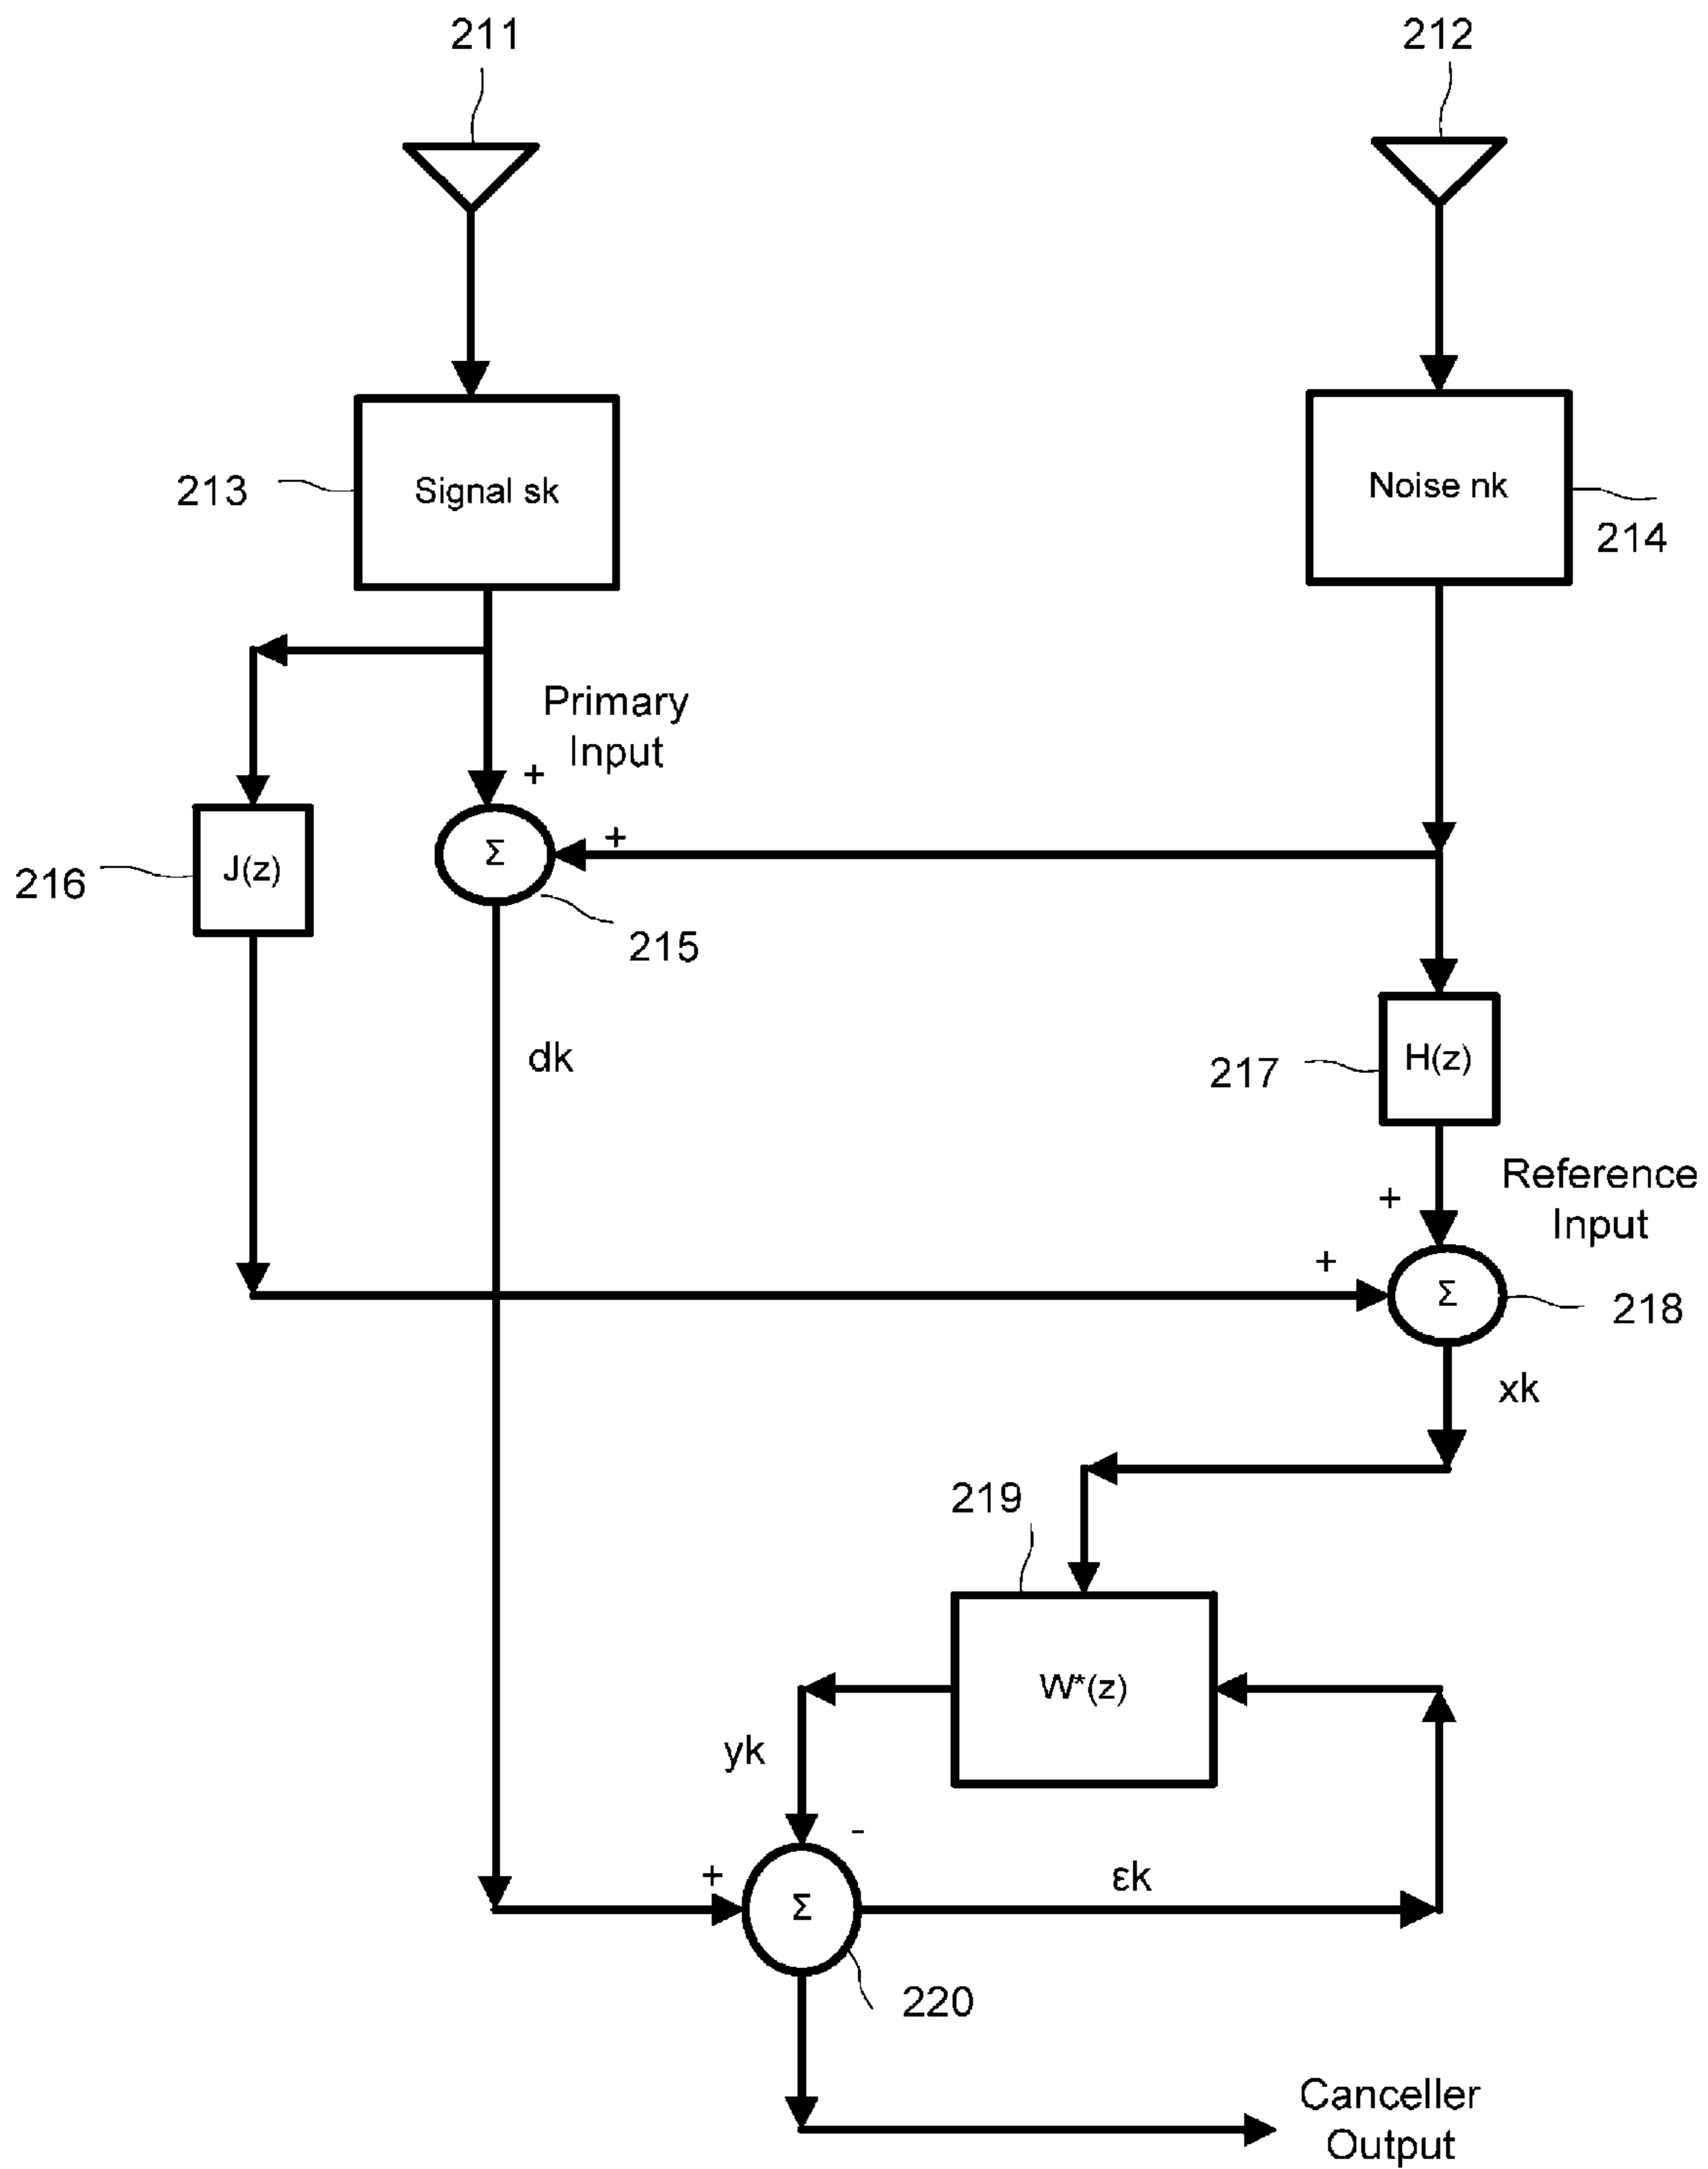 211
212
213
Signal sk
Noise nk
214
Primary
Input
+
+
216
J(z)
Σ
215
dk
217
H(z)
Reference
Input
+
+
Σ
218
xk
219
W*(z)
yk
-
+
εk
Σ
220
Canceller
Output